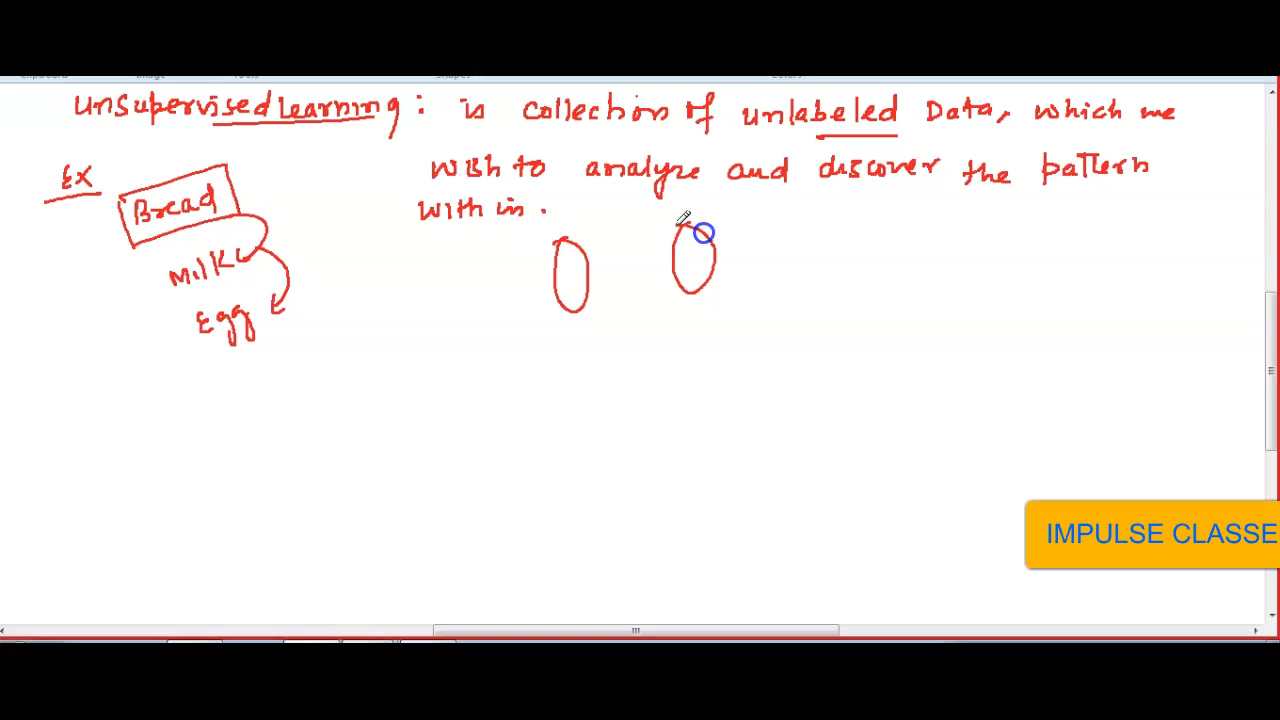 Unsupervised Learning : is collection of unlabeled Data, which we
wish to analyze and discover the pattern
with in .
Ex
Bread
Milk
Egg
IMPULSE CLASSE